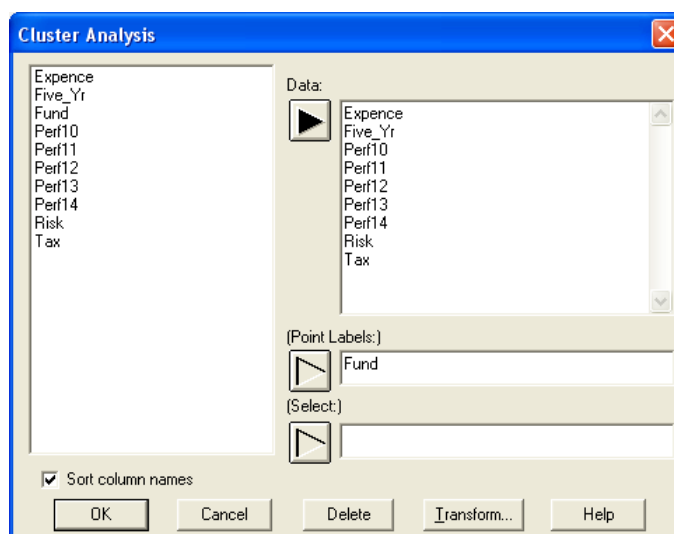 Cluster Analysis
Expence
Five_Yr
Fund
Perf10
Perf11
Perf12
Perf13
Perf14
Risk
Tax
Data:
Expence
Five_Yr
Perf10
Perf11
Perf12
Perf13
Perf14
Risk
Tax
(Point Labels:)
Fund
(Select:)
Sort column names
OK
Cancel
Delete
Transform...
Help